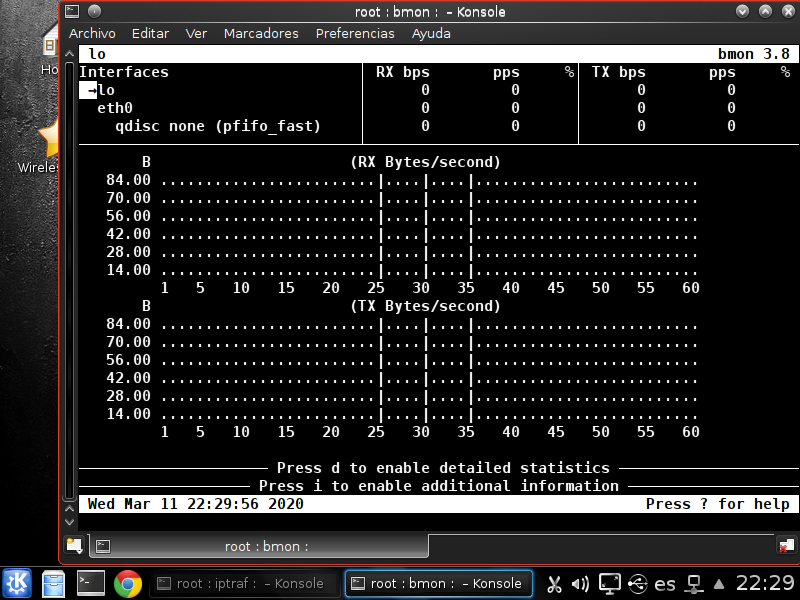 root : bmon : – Konsole
Archivo Editar Ver Marcadores Preferencias Ayuda
Ho
Wirele
lo bmon 3.8
Interfaces RX bps pps % TX bps pps %
→lo 0 0 0 0
eth0 0 0 0 0
qdisc none (pfifo_fast) 0 0 0 0
B (RX Bytes/second)
84.00 ........................|....|....|.........................
70.00 ........................|....|....|.........................
56.00 ........................|....|....|.........................
42.00 ........................|....|....|.........................
28.00 ........................|....|....|.........................
14.00 ........................|....|....|.........................
1 5 10 15 20 25 30 35 40 45 50 55 60
B (TX Bytes/second)
84.00 ........................|....|....|.........................
70.00 ........................|....|....|.........................
56.00 ........................|....|....|.........................
42.00 ........................|....|....|.........................
28.00 ........................|....|....|.........................
14.00 ........................|....|....|.........................
1 5 10 15 20 25 30 35 40 45 50 55 60
Press d to enable detailed statistics
Press i to enable additional information
Wed Mar 11 22:29:56 2020 Press ? for help
root : bmon :
root : iptraf : – Konsole
root : bmon : – Konsole
es
22:29